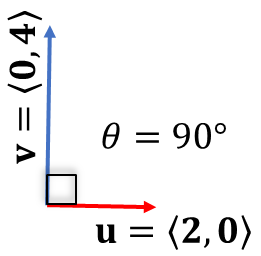 v = ⟨0, 4⟩
θ = 90°
u = ⟨2, 0⟩